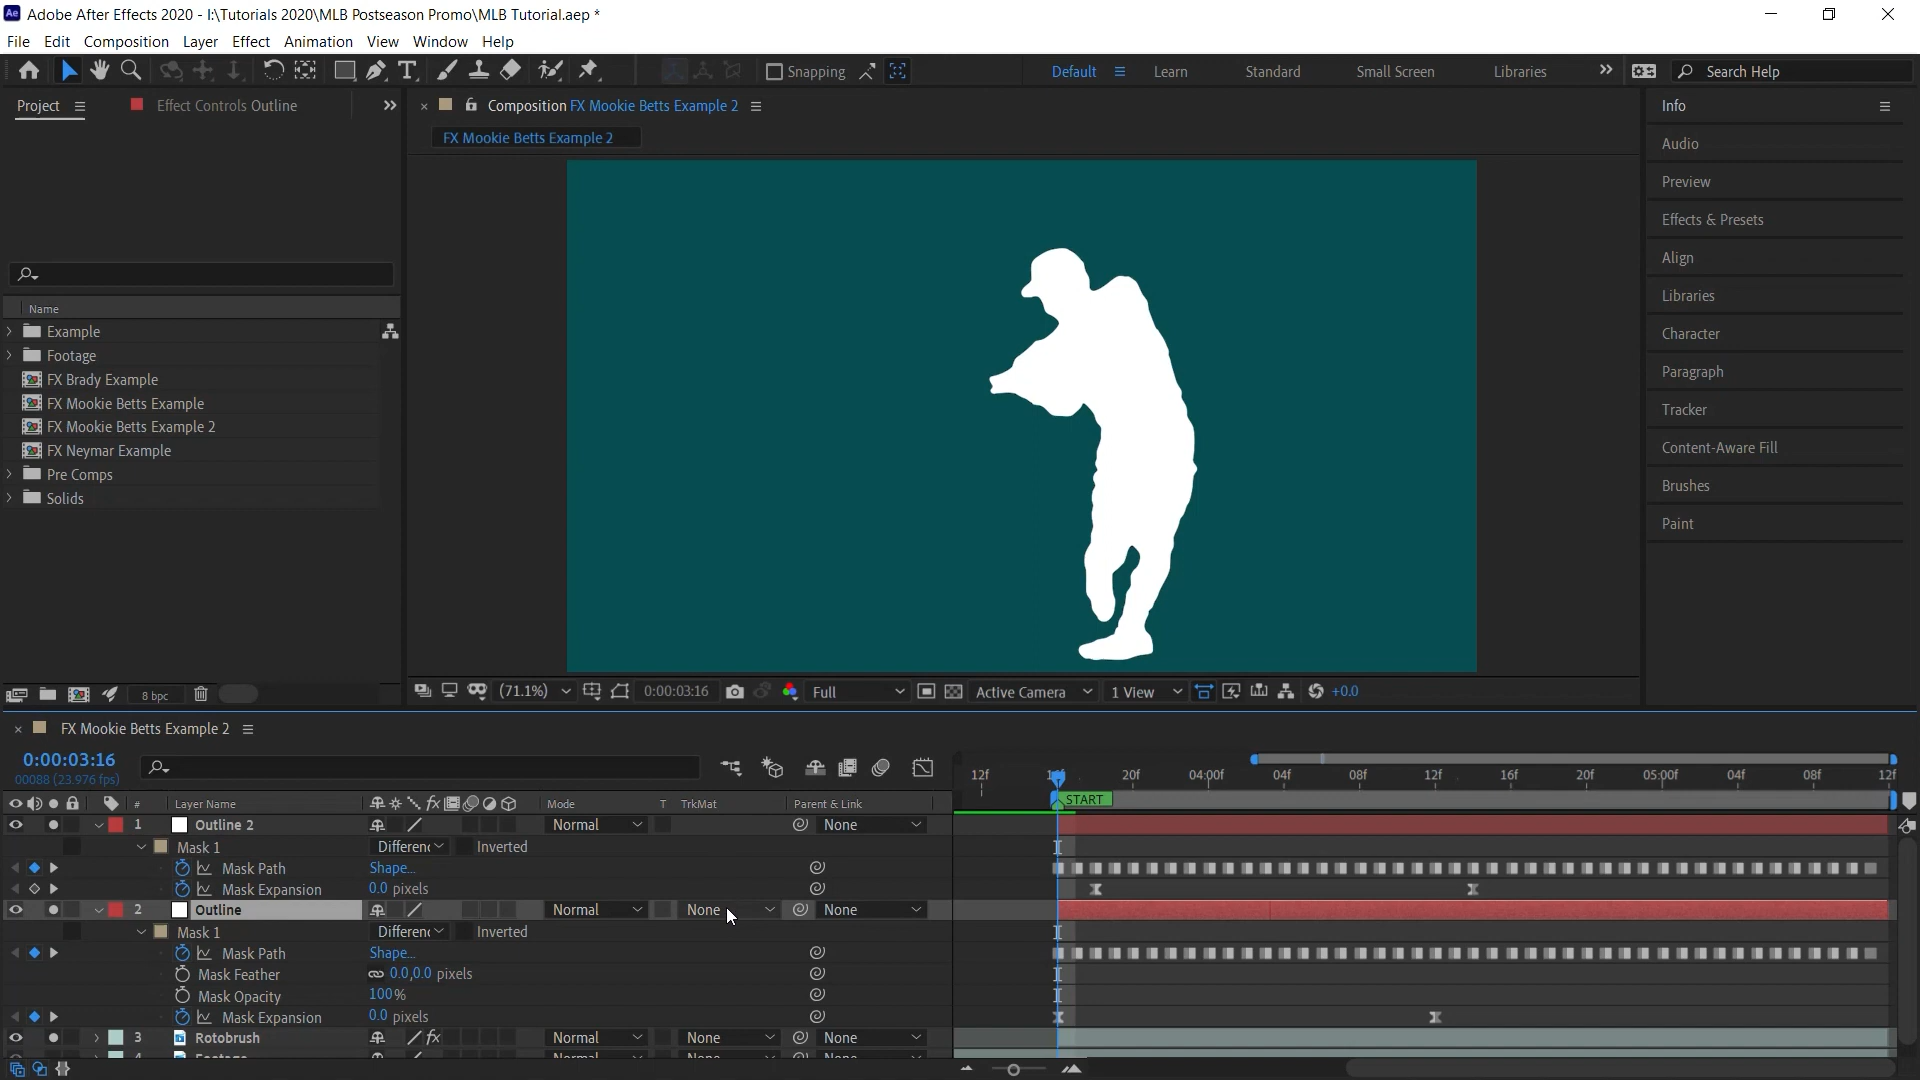 Adobe After Effects 2020 - I:\Tutorials 2020\MLB Postseason Promo\MLB Tutorial.aep *
File Edit Composition Layer Effect Animation View Window Help
Snapping Default Learn Standard Small Screen Libraries Search Help
Project Effect Controls Outline Composition FX Mookie Betts Example 2 Info
FX Mookie Betts Example 2
Audio
Preview
Effects & Presets
Align
Libraries
Character
Paragraph
Tracker
Content-Aware Fill
Brushes
Paint
Name
Example
Footage
FX Brady Example
FX Mookie Betts Example
FX Mookie Betts Example 2
FX Neymar Example
Pre Comps
Solids
8 bpc (71.1%) 0:00:03:16 Full Active Camera 1 View +0.0
FX Mookie Betts Example 2
0:00:03:16
00088 (23.976 fps)
12f 20f 04:00f 04f 08f 12f 16f 20f 05:00f 04f 08f 12f
START
# Layer Name Mode T TrkMat Parent & Link
1 Outline 2 Normal None
Mask 1 Differenc Inverted
Mask Path Shape...
Mask Expansion 0.0 pixels
2 Outline Normal None None
Mask 1 Differenc Inverted
Mask Path Shape...
Mask Feather 0.0,0.0 pixels
Mask Opacity 100%
Mask Expansion 0.0 pixels
3 Rotobrush Normal None None